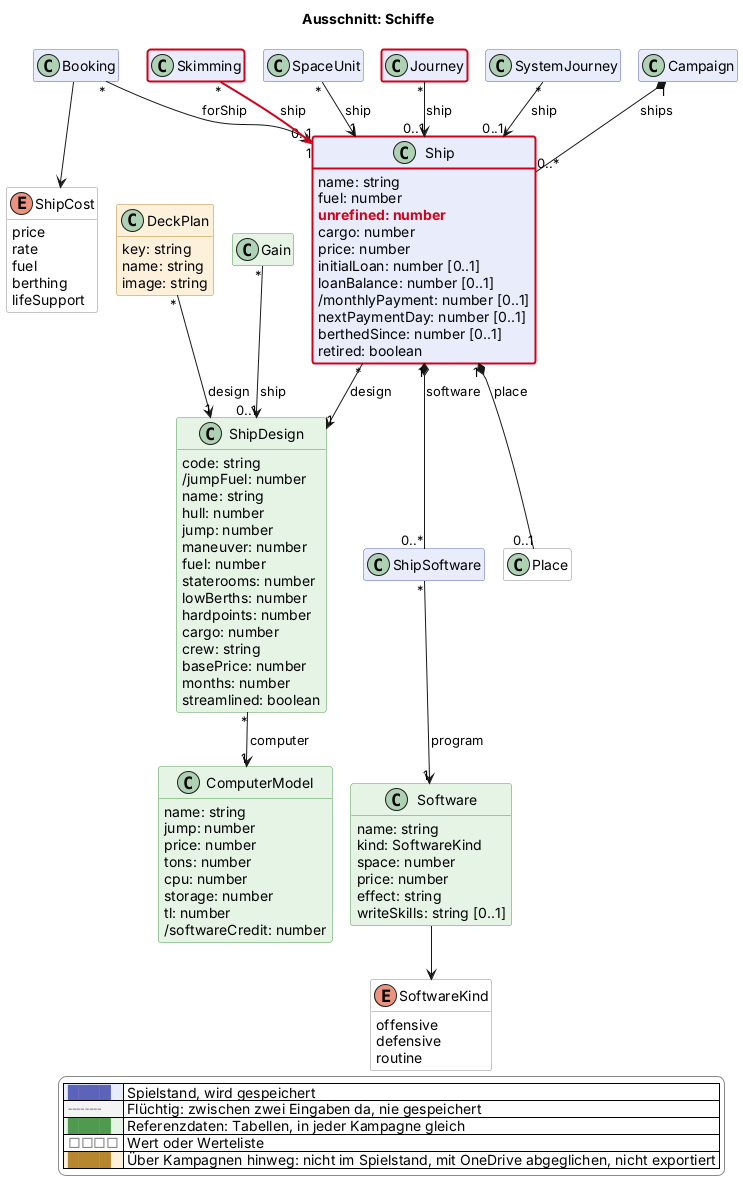 Ausschnitt: Schiffe
C Booking
C Skimming
C SpaceUnit
C Journey
C SystemJourney
C Campaign
* * * * * 1
forShip ship ship ship ship ships
0..1 1 1 0..1 0..1 0..*
C Ship
name: string
fuel: number
unrefined: number
cargo: number
price: number
initialLoan: number [0..1]
loanBalance: number [0..1]
/monthlyPayment: number [0..1]
nextPaymentDay: number [0..1]
berthedSince: number [0..1]
retired: boolean
E ShipCost
price
rate
fuel
berthing
lifeSupport
C DeckPlan
key: string
name: string
image: string
C Gain
* * * 1 1
design ship design software place
1 0..1 1 0..* 0..1
C ShipDesign
code: string
/jumpFuel: number
name: string
hull: number
jump: number
maneuver: number
fuel: number
staterooms: number
lowBerths: number
hardpoints: number
cargo: number
crew: string
basePrice: number
months: number
streamlined: boolean
C ShipSoftware
C Place
* *
computer program
1 1
C ComputerModel
name: string
jump: number
price: number
tons: number
cpu: number
storage: number
tl: number
/softwareCredit: number
C Software
name: string
kind: SoftwareKind
space: number
price: number
effect: string
writeSkills: string [0..1]
E SoftwareKind
offensive
defensive
routine
Spielstand, wird gespeichert
Flüchtig: zwischen zwei Eingaben da, nie gespeichert
Referenzdaten: Tabellen, in jeder Kampagne gleich
Wert oder Werteliste
Über Kampagnen hinweg: nicht im Spielstand, mit OneDrive abgeglichen, nicht exportiert